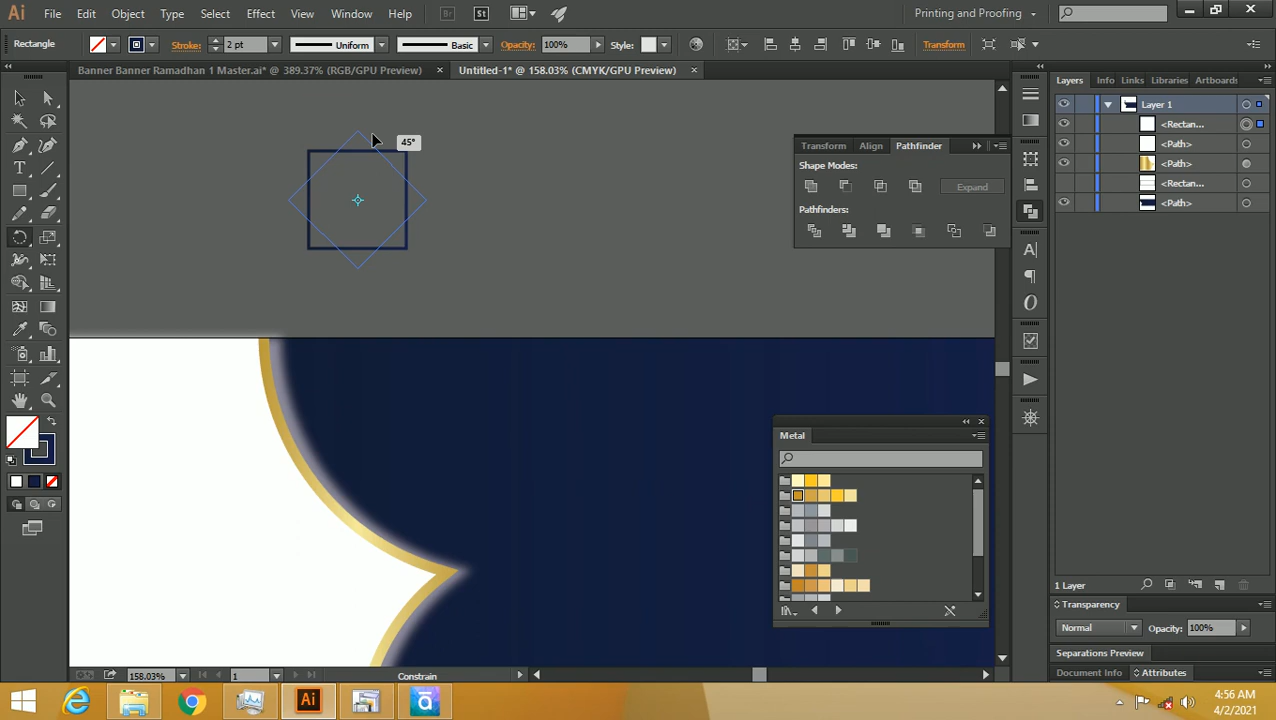 File Edit Object Type Select Effect View Window Help
Br St
Printing and Proofing
Rectangle Stroke: 2 pt Uniform Basic Opacity: 100% Style: Transform
Banner Banner Ramadhan 1 Master.ai* @ 389.37% (RGB/GPU Preview) × Untitled-1* @ 158.03% (CMYK/GPU Preview) ×
Layers Info Links Libraries Artboards
Layer 1
<Rectan...
<Path>
<Path>
<Rectan...
<Path>
45°
Transform Align Pathfinder
Shape Modes:
Expand
Pathfinders:
Metal
1 Layer
Transparency
Normal Opacity: 100%
Separations Preview
Document Info Attributes
158.03% 1 Constrain
Ai
4:56 AM
4/2/2021